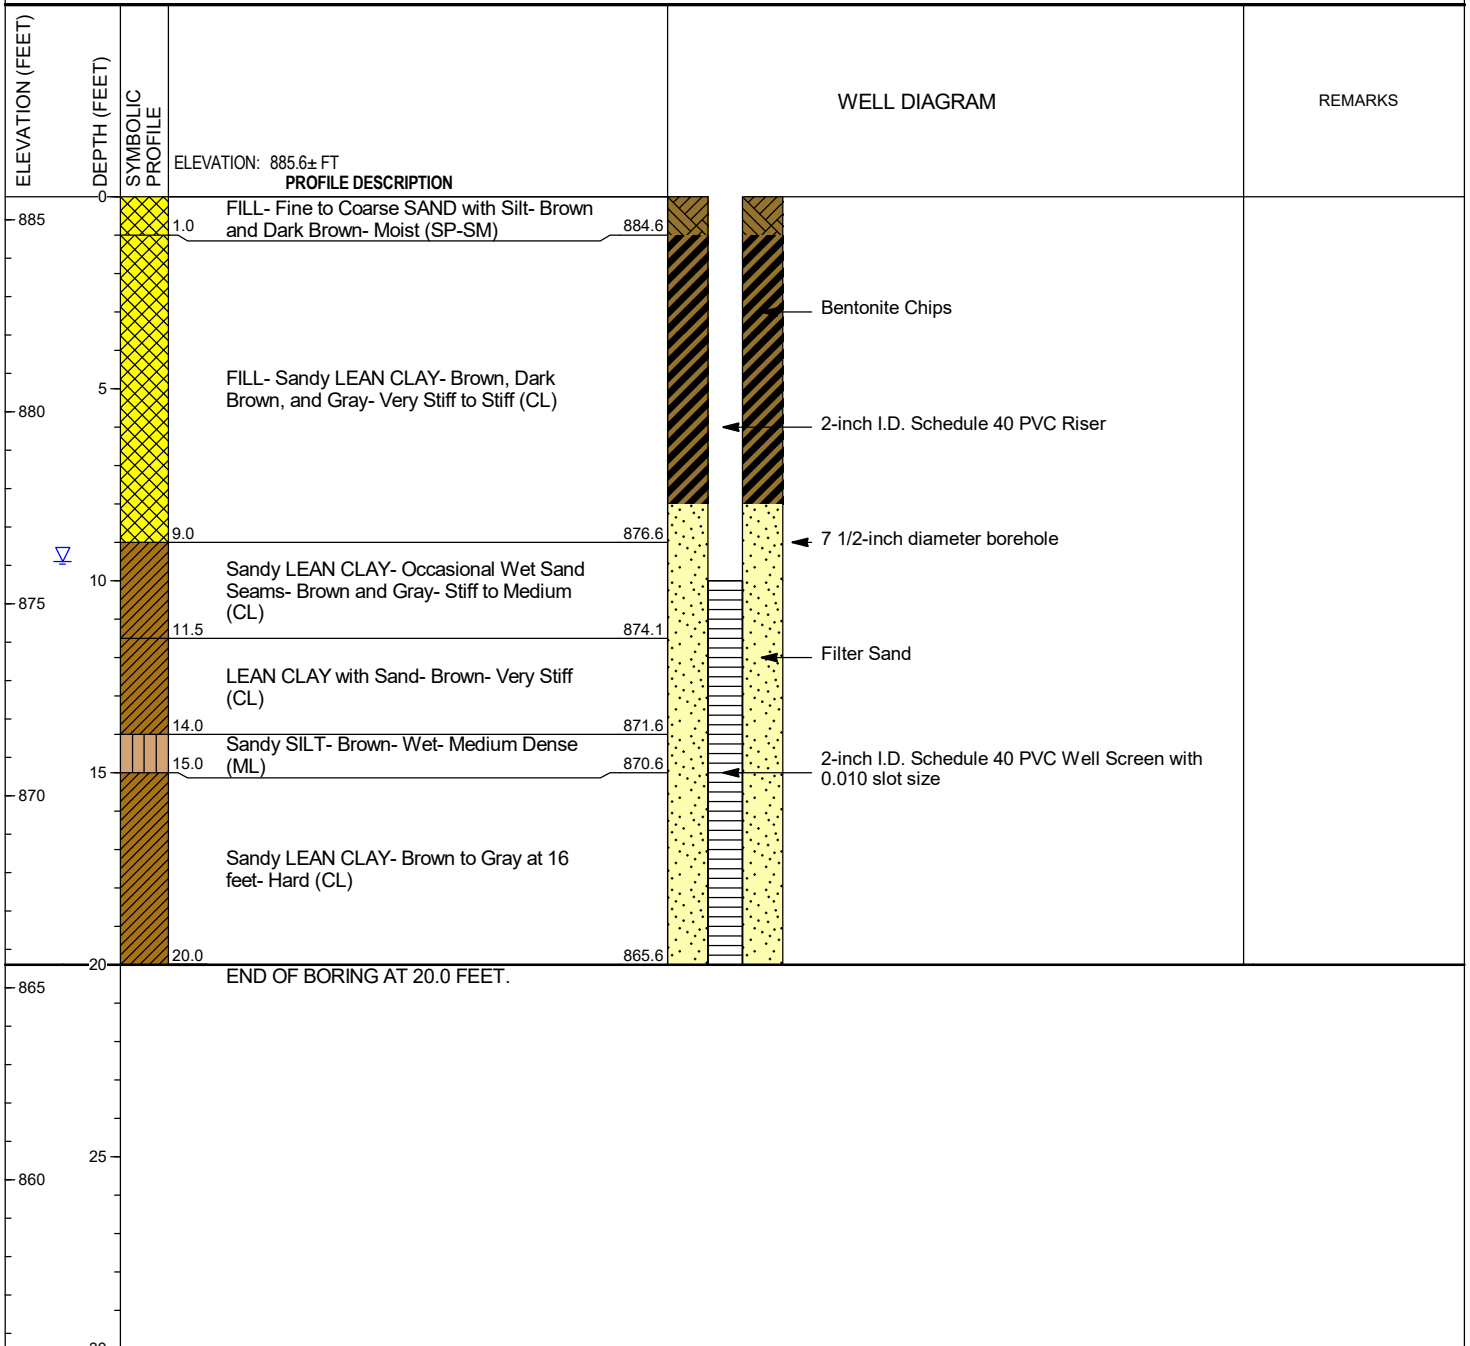 ELEVATION (FEET)
DEPTH (FEET)
SYMBOLIC
PROFILE
ELEVATION: 885.6± FT
PROFILE DESCRIPTION
WELL DIAGRAM
REMARKS
0
FILL- Fine to Coarse SAND with Silt- Brown
and Dark Brown- Moist (SP-SM)
1.0
884.6
885
Bentonite Chips
FILL- Sandy LEAN CLAY- Brown, Dark
Brown, and Gray- Very Stiff to Stiff (CL)
5
880
2-inch I.D. Schedule 40 PVC Riser
9.0
876.6
7 1/2-inch diameter borehole
Sandy LEAN CLAY- Occasional Wet Sand
Seams- Brown and Gray- Stiff to Medium
(CL)
10
875
11.5
874.1
Filter Sand
LEAN CLAY with Sand- Brown- Very Stiff
(CL)
14.0
871.6
Sandy SILT- Brown- Wet- Medium Dense
(ML)
15.0
870.6
15
2-inch I.D. Schedule 40 PVC Well Screen with
0.010 slot size
870
Sandy LEAN CLAY- Brown to Gray at 16
feet- Hard (CL)
20.0
865.6
20
END OF BORING AT 20.0 FEET.
865
25
860